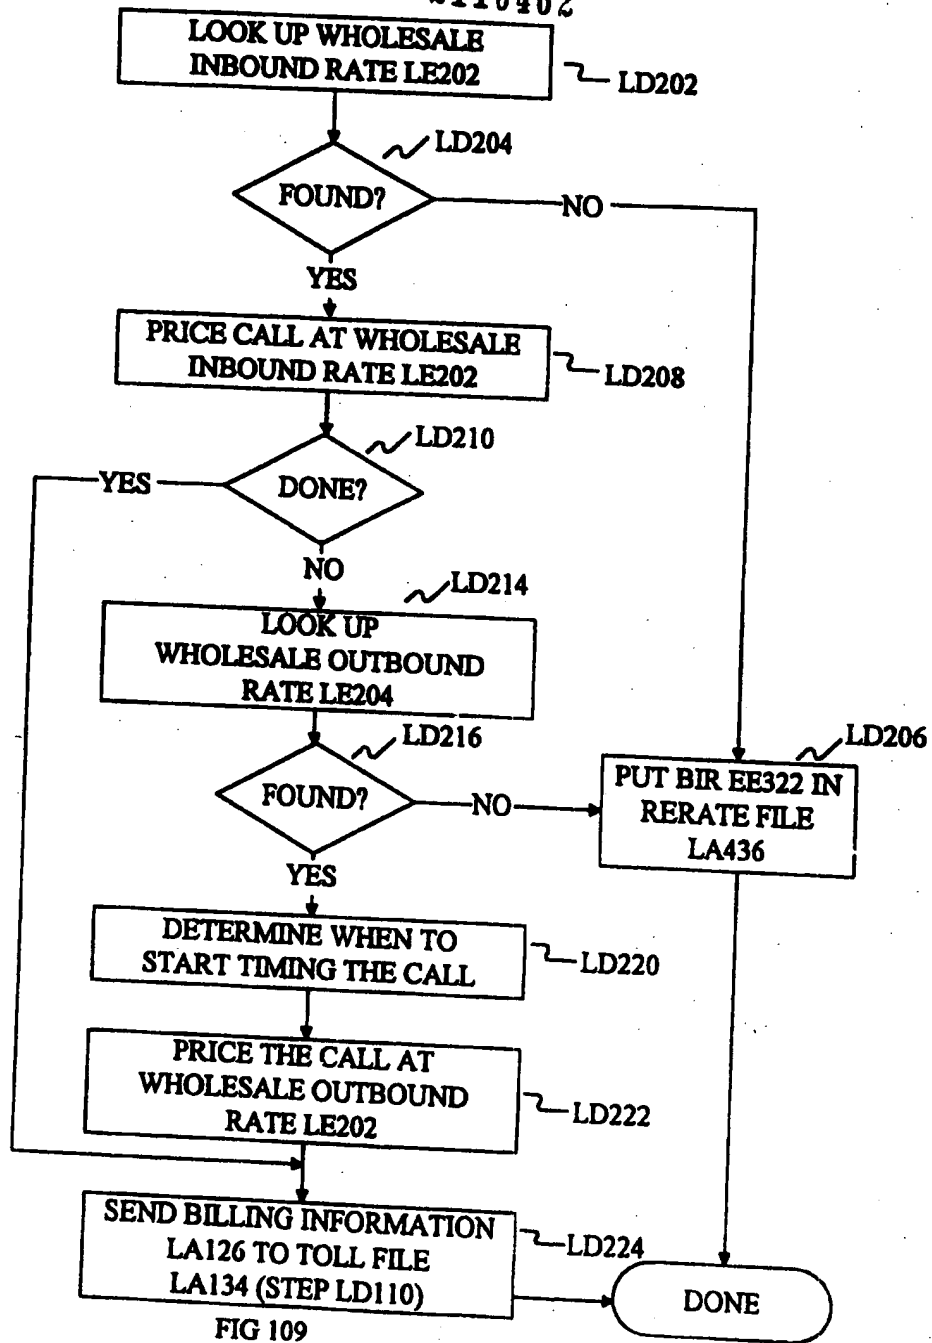 LOOK UP WHOLESALE
INBOUND RATE LE202
LD202
LD204
FOUND?
NO
YES
PRICE CALL AT WHOLESALE
INBOUND RATE LE202
LD208
LD210
YES
DONE?
NO
LD214
LOOK UP
WHOLESALE OUTBOUND
RATE LE204
LD216
FOUND?
NO
LD206
PUT BIR EE322 IN
RERATE FILE
LA436
YES
DETERMINE WHEN TO
START TIMING THE CALL
LD220
PRICE THE CALL AT
WHOLESALE OUTBOUND
RATE LE202
LD222
SEND BILLING INFORMATION
LA126 TO TOLL FILE
LA134 (STEP LD110)
LD224
DONE
FIG 109